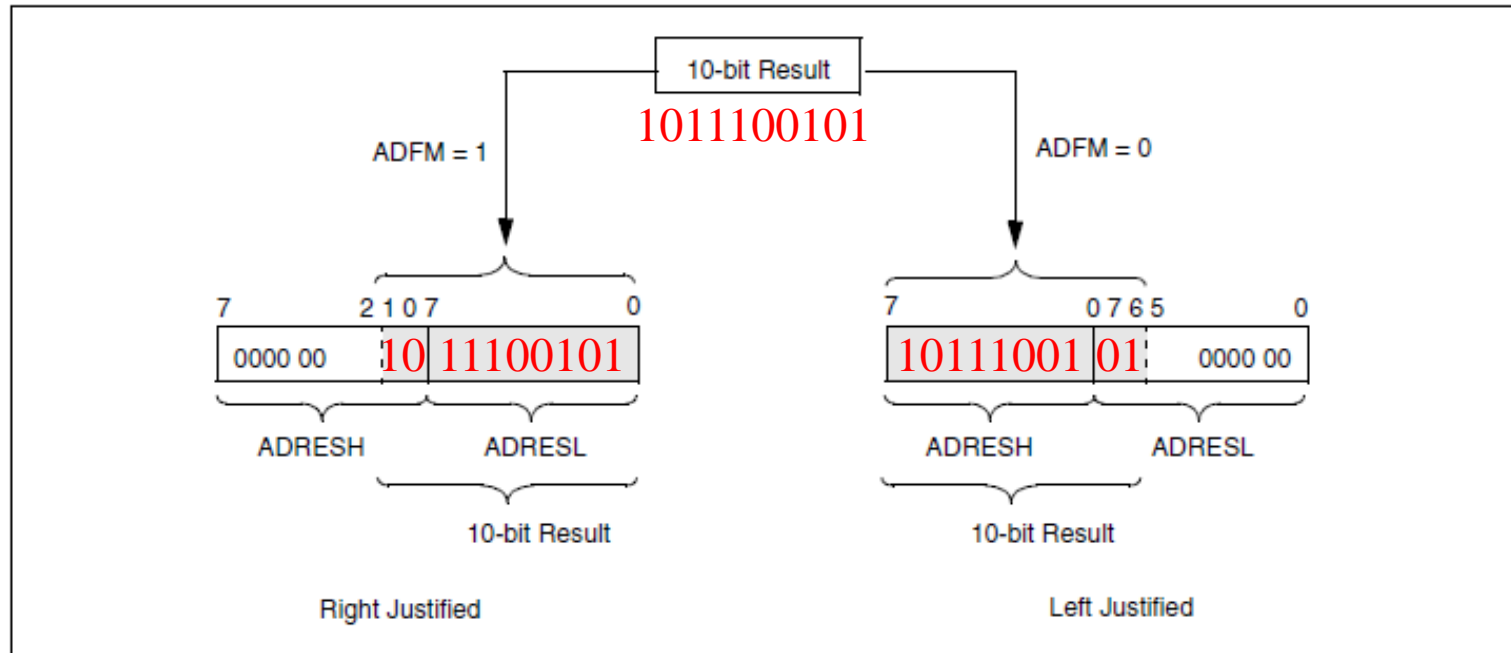 10-bit Result
1011100101
ADFM = 1
ADFM = 0
7 2 1 0 7 0
7 0 7 6 5 0
0000 00 10 11100101
10111001 01 0000 00
ADRESH ADRESL
ADRESH ADRESL
10-bit Result
10-bit Result
Right Justified
Left Justified